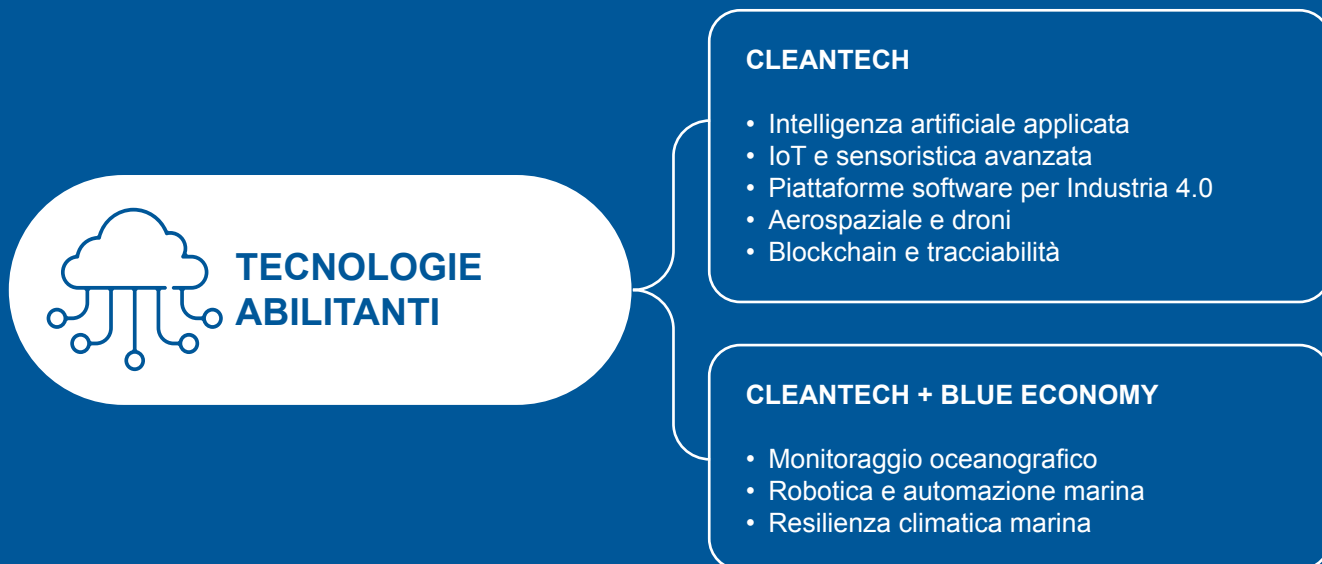 TECNOLOGIE
ABILITANTI
CLEANTECH
• Intelligenza artificiale applicata
• IoT e sensoristica avanzata
• Piattaforme software per Industria 4.0
• Aerospaziale e droni
• Blockchain e tracciabilità
CLEANTECH + BLUE ECONOMY
• Monitoraggio oceanografico
• Robotica e automazione marina
• Resilienza climatica marina